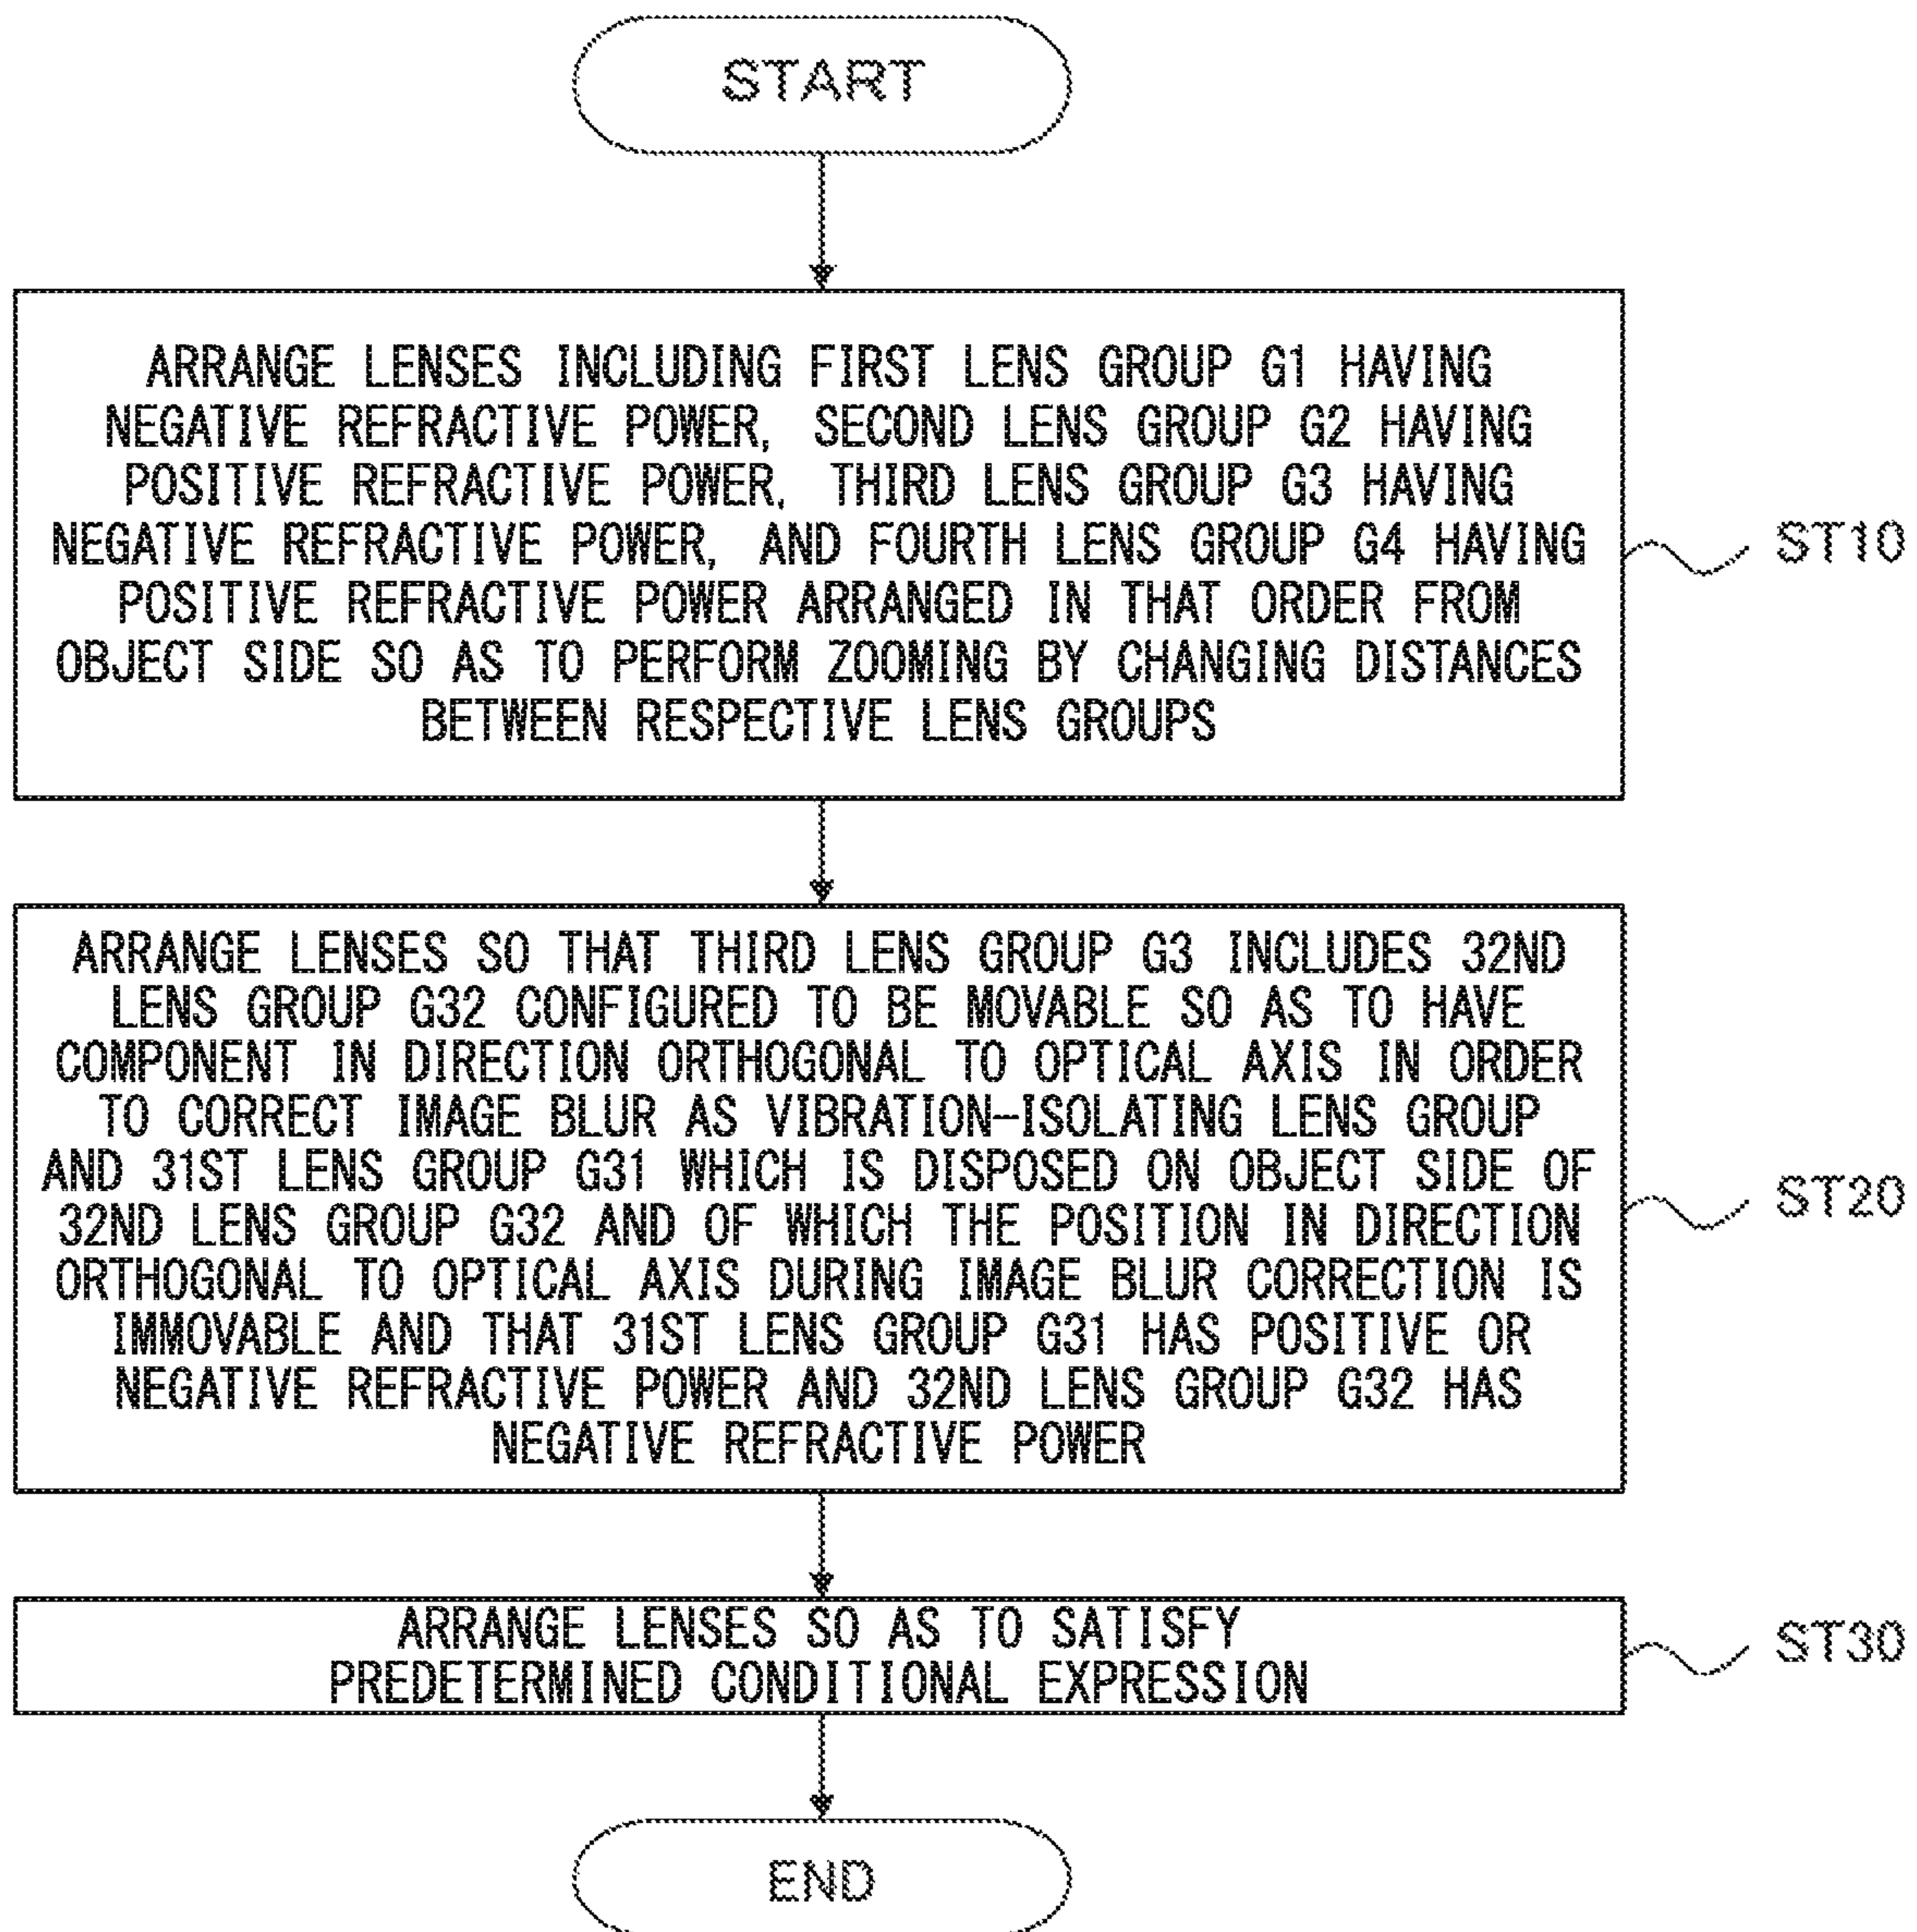 START
ARRANGE LENSES INCLUDING FIRST LENS GROUP G1 HAVING
NEGATIVE REFRACTIVE POWER, SECOND LENS GROUP G2 HAVING
POSITIVE REFRACTIVE POWER, THIRD LENS GROUP G3 HAVING
NEGATIVE REFRACTIVE POWER, AND FOURTH LENS GROUP G4 HAVING
POSITIVE REFRACTIVE POWER ARRANGED IN THAT ORDER FROM
OBJECT SIDE SO AS TO PERFORM ZOOMING BY CHANGING DISTANCES
BETWEEN RESPECTIVE LENS GROUPS
ST10
ARRANGE LENSES SO THAT THIRD LENS GROUP G3 INCLUDES 32ND
LENS GROUP G32 CONFIGURED TO BE MOVABLE SO AS TO HAVE
COMPONENT IN DIRECTION ORTHOGONAL TO OPTICAL AXIS IN ORDER
TO CORRECT IMAGE BLUR AS VIBRATION-ISOLATING LENS GROUP
AND 31ST LENS GROUP G31 WHICH IS DISPOSED ON OBJECT SIDE OF
32ND LENS GROUP G32 AND OF WHICH THE POSITION IN DIRECTION
ORTHOGONAL TO OPTICAL AXIS DURING IMAGE BLUR CORRECTION IS
IMMOVABLE AND THAT 31ST LENS GROUP G31 HAS POSITIVE OR
NEGATIVE REFRACTIVE POWER AND 32ND LENS GROUP G32 HAS
NEGATIVE REFRACTIVE POWER
ST20
ARRANGE LENSES SO AS TO SATISFY
PREDETERMINED CONDITIONAL EXPRESSION
ST30
END